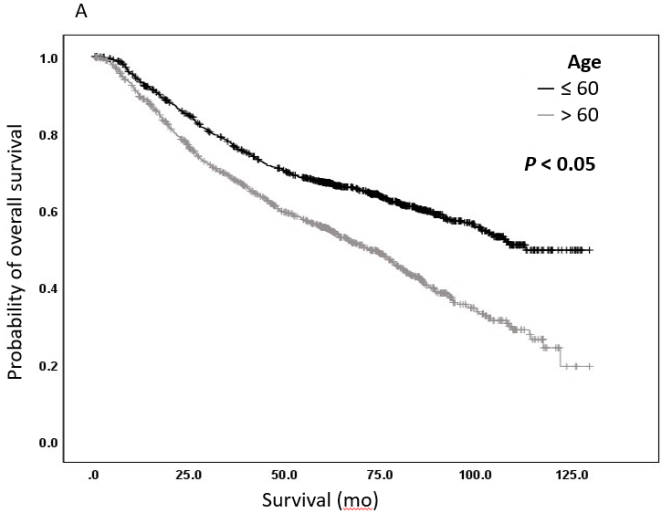 A
Age
≤ 60
> 60
P < 0.05
Probability of overall survival
1.0
0.8
0.6
0.4
0.2
0.0
.0 25.0 50.0 75.0 100.0 125.0
Survival (mo)